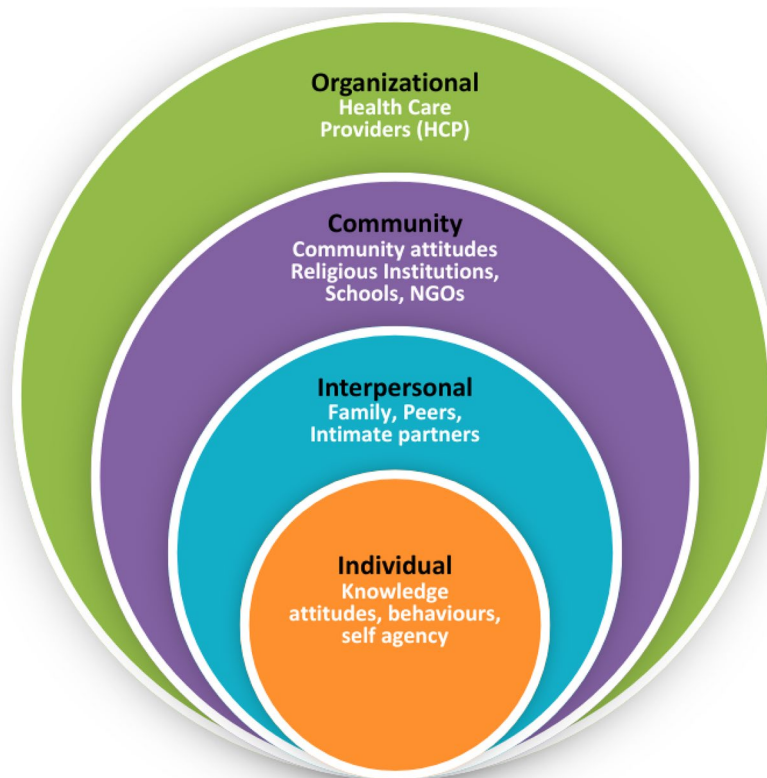 Organizational
Health Care
Providers (HCP)
Community
Community attitudes
Religious Institutions,
Schools, NGOs
Interpersonal
Family, Peers,
Intimate partners
Individual
Knowledge
attitudes, behaviours,
self agency